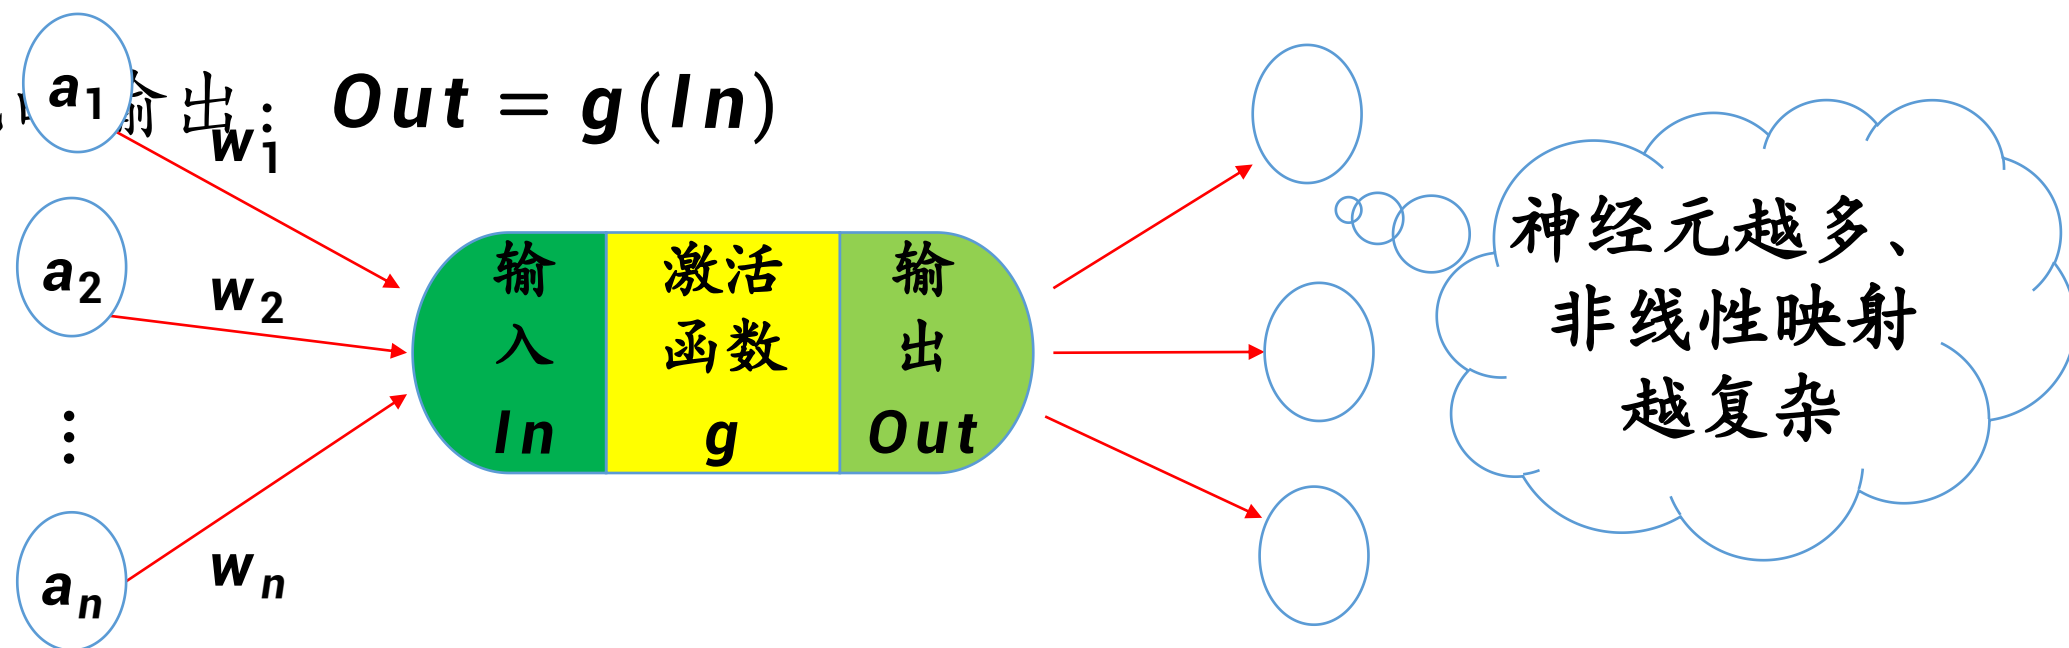 输出： Out = g(In)
a1
w1
a2
w2
⋮
an
wn
输入 In
激活函数 g
输出 Out
神经元越多、
非线性映射
越复杂